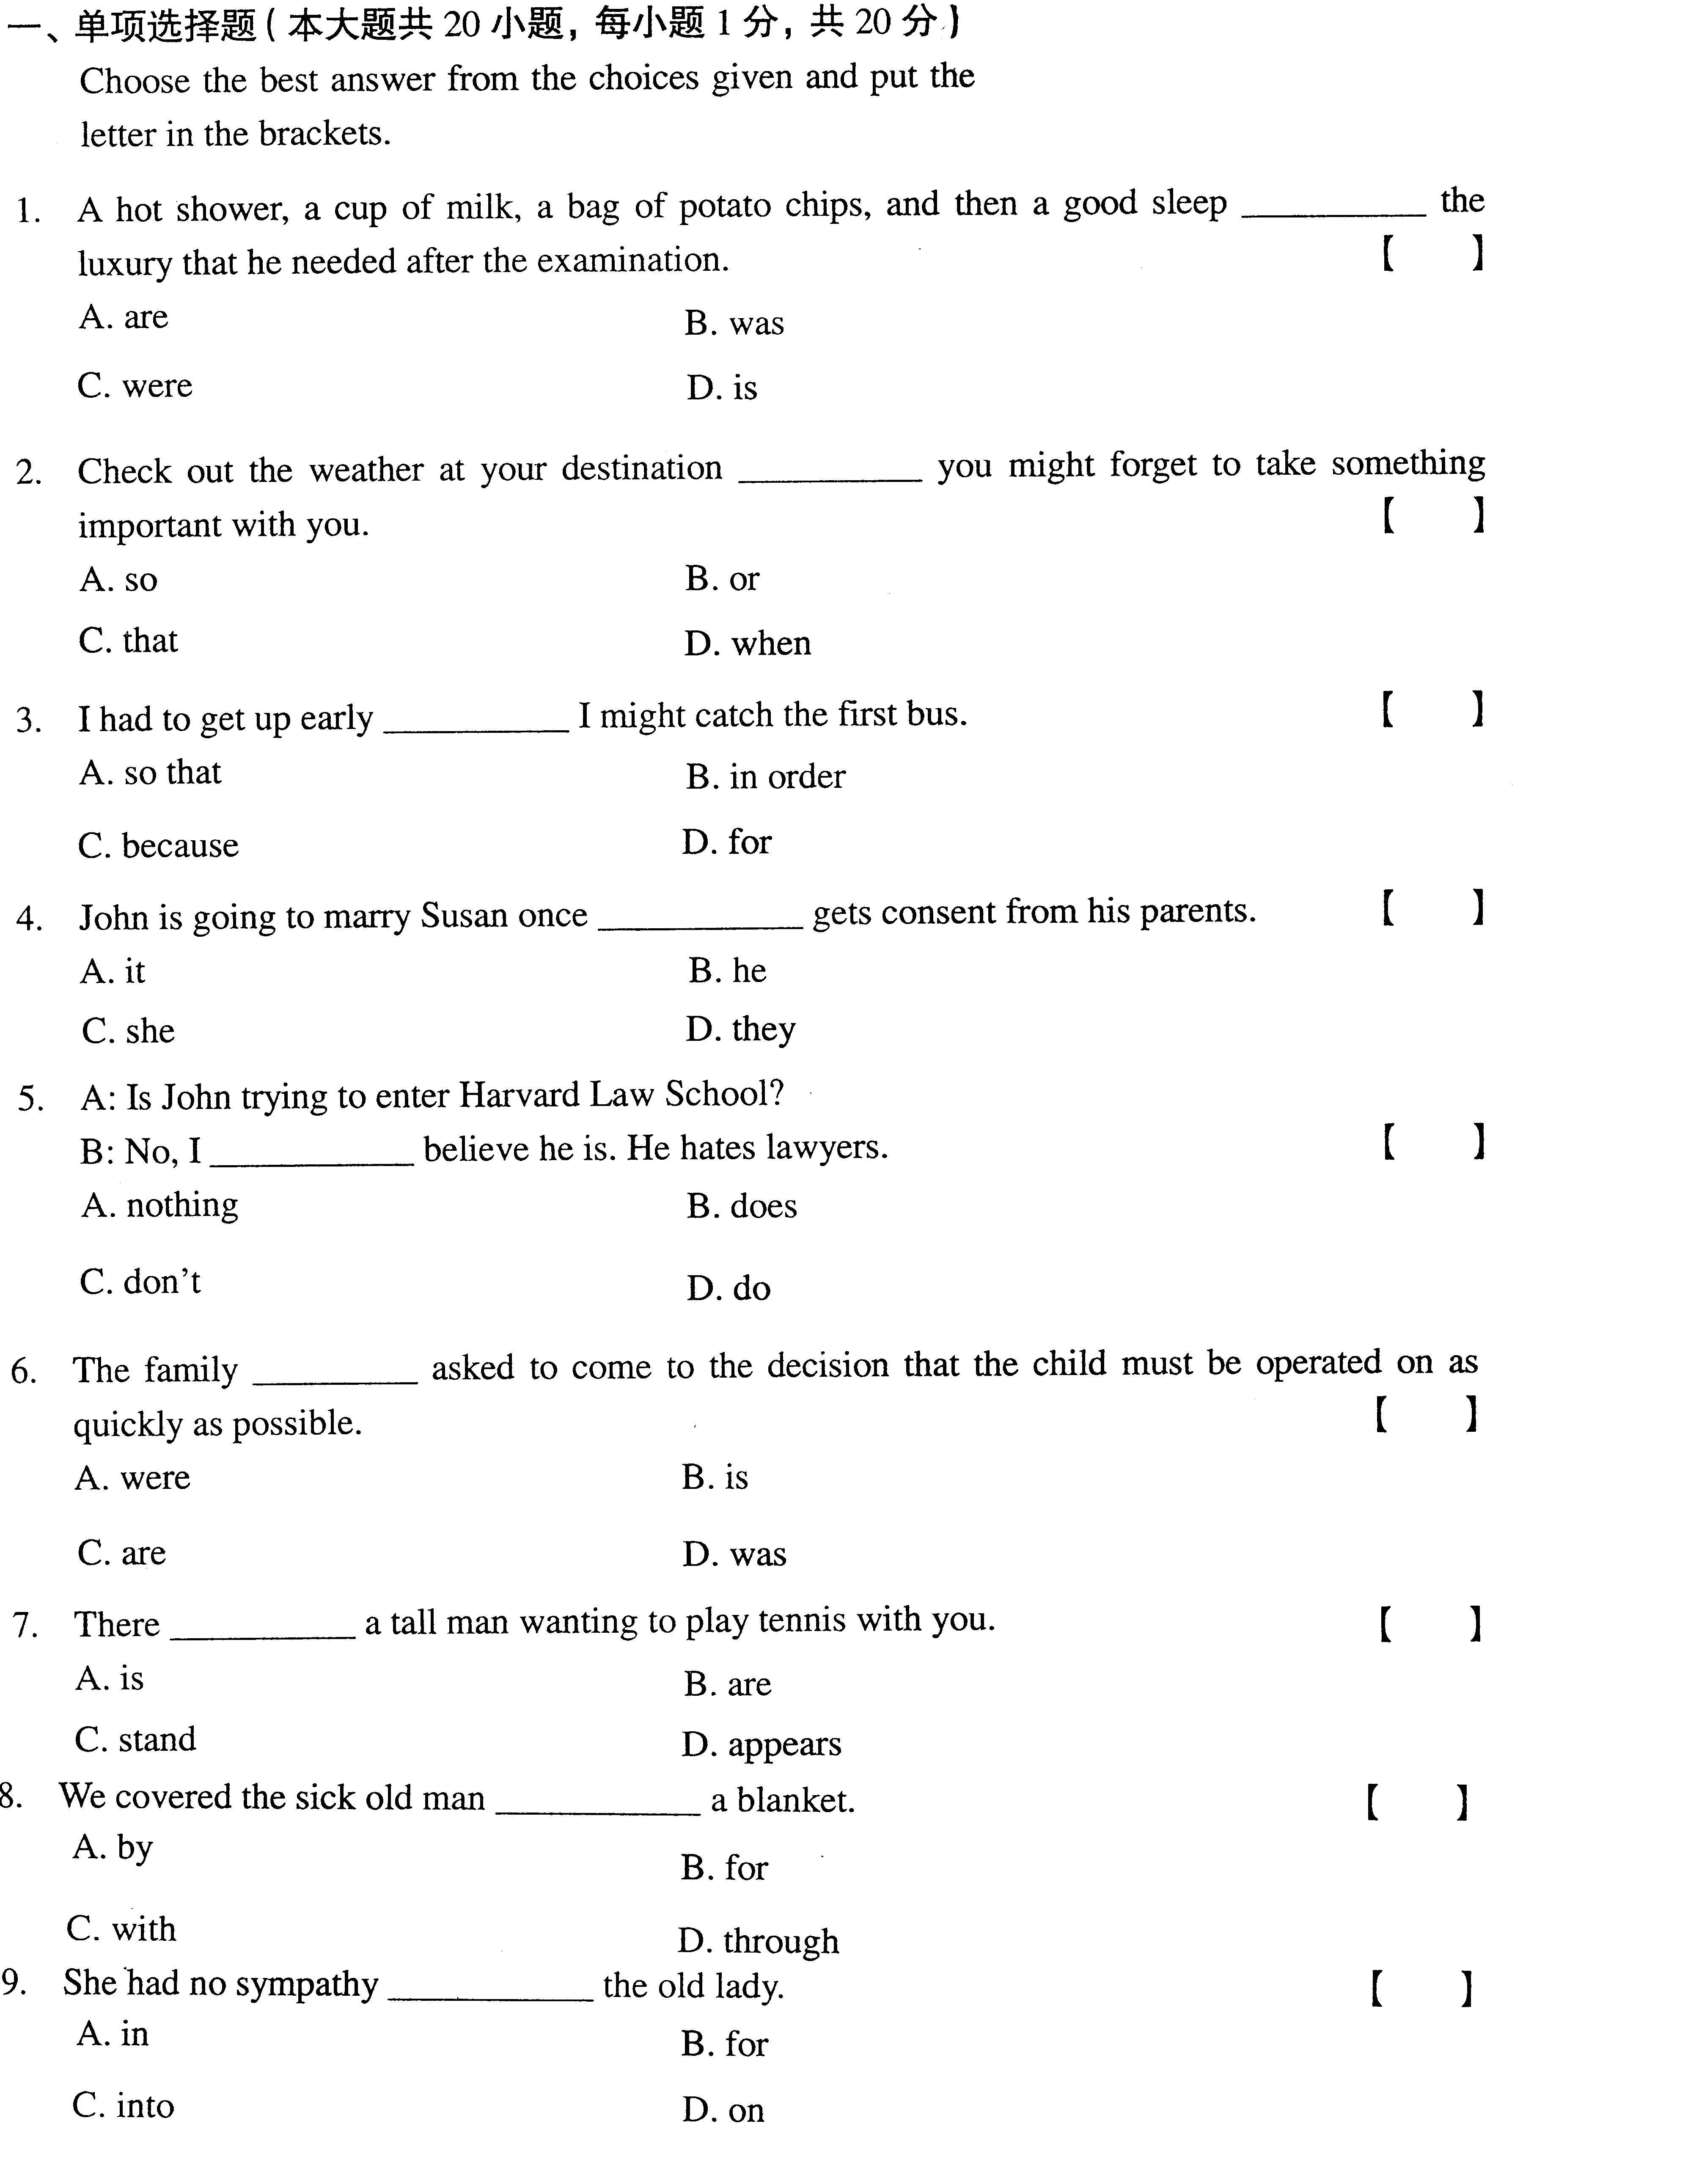 一、单项选择题（本大题共 20 小题，每小题 1 分，共 20 分）
Choose the best answer from the choices given and put the
letter in the brackets.
1. A hot shower, a cup of milk, a bag of potato chips, and then a good sleep __________ the
luxury that he needed after the examination. 【 】
A. are B. was
C. were D. is
2. Check out the weather at your destination __________ you might forget to take something
important with you. 【 】
A. so B. or
C. that D. when
3. I had to get up early __________ I might catch the first bus. 【 】
A. so that B. in order
C. because D. for
4. John is going to marry Susan once __________ gets consent from his parents. 【 】
A. it B. he
C. she D. they
5. A: Is John trying to enter Harvard Law School?
B: No, I __________ believe he is. He hates lawyers. 【 】
A. nothing B. does
C. don't D. do
6. The family __________ asked to come to the decision that the child must be operated on as
quickly as possible. 【 】
A. were B. is
C. are D. was
7. There __________ a tall man wanting to play tennis with you. 【 】
A. is B. are
C. stand D. appears
8. We covered the sick old man __________ a blanket. 【 】
A. by B. for
C. with D. through
9. She had no sympathy __________ the old lady. 【 】
A. in B. for
C. into D. on